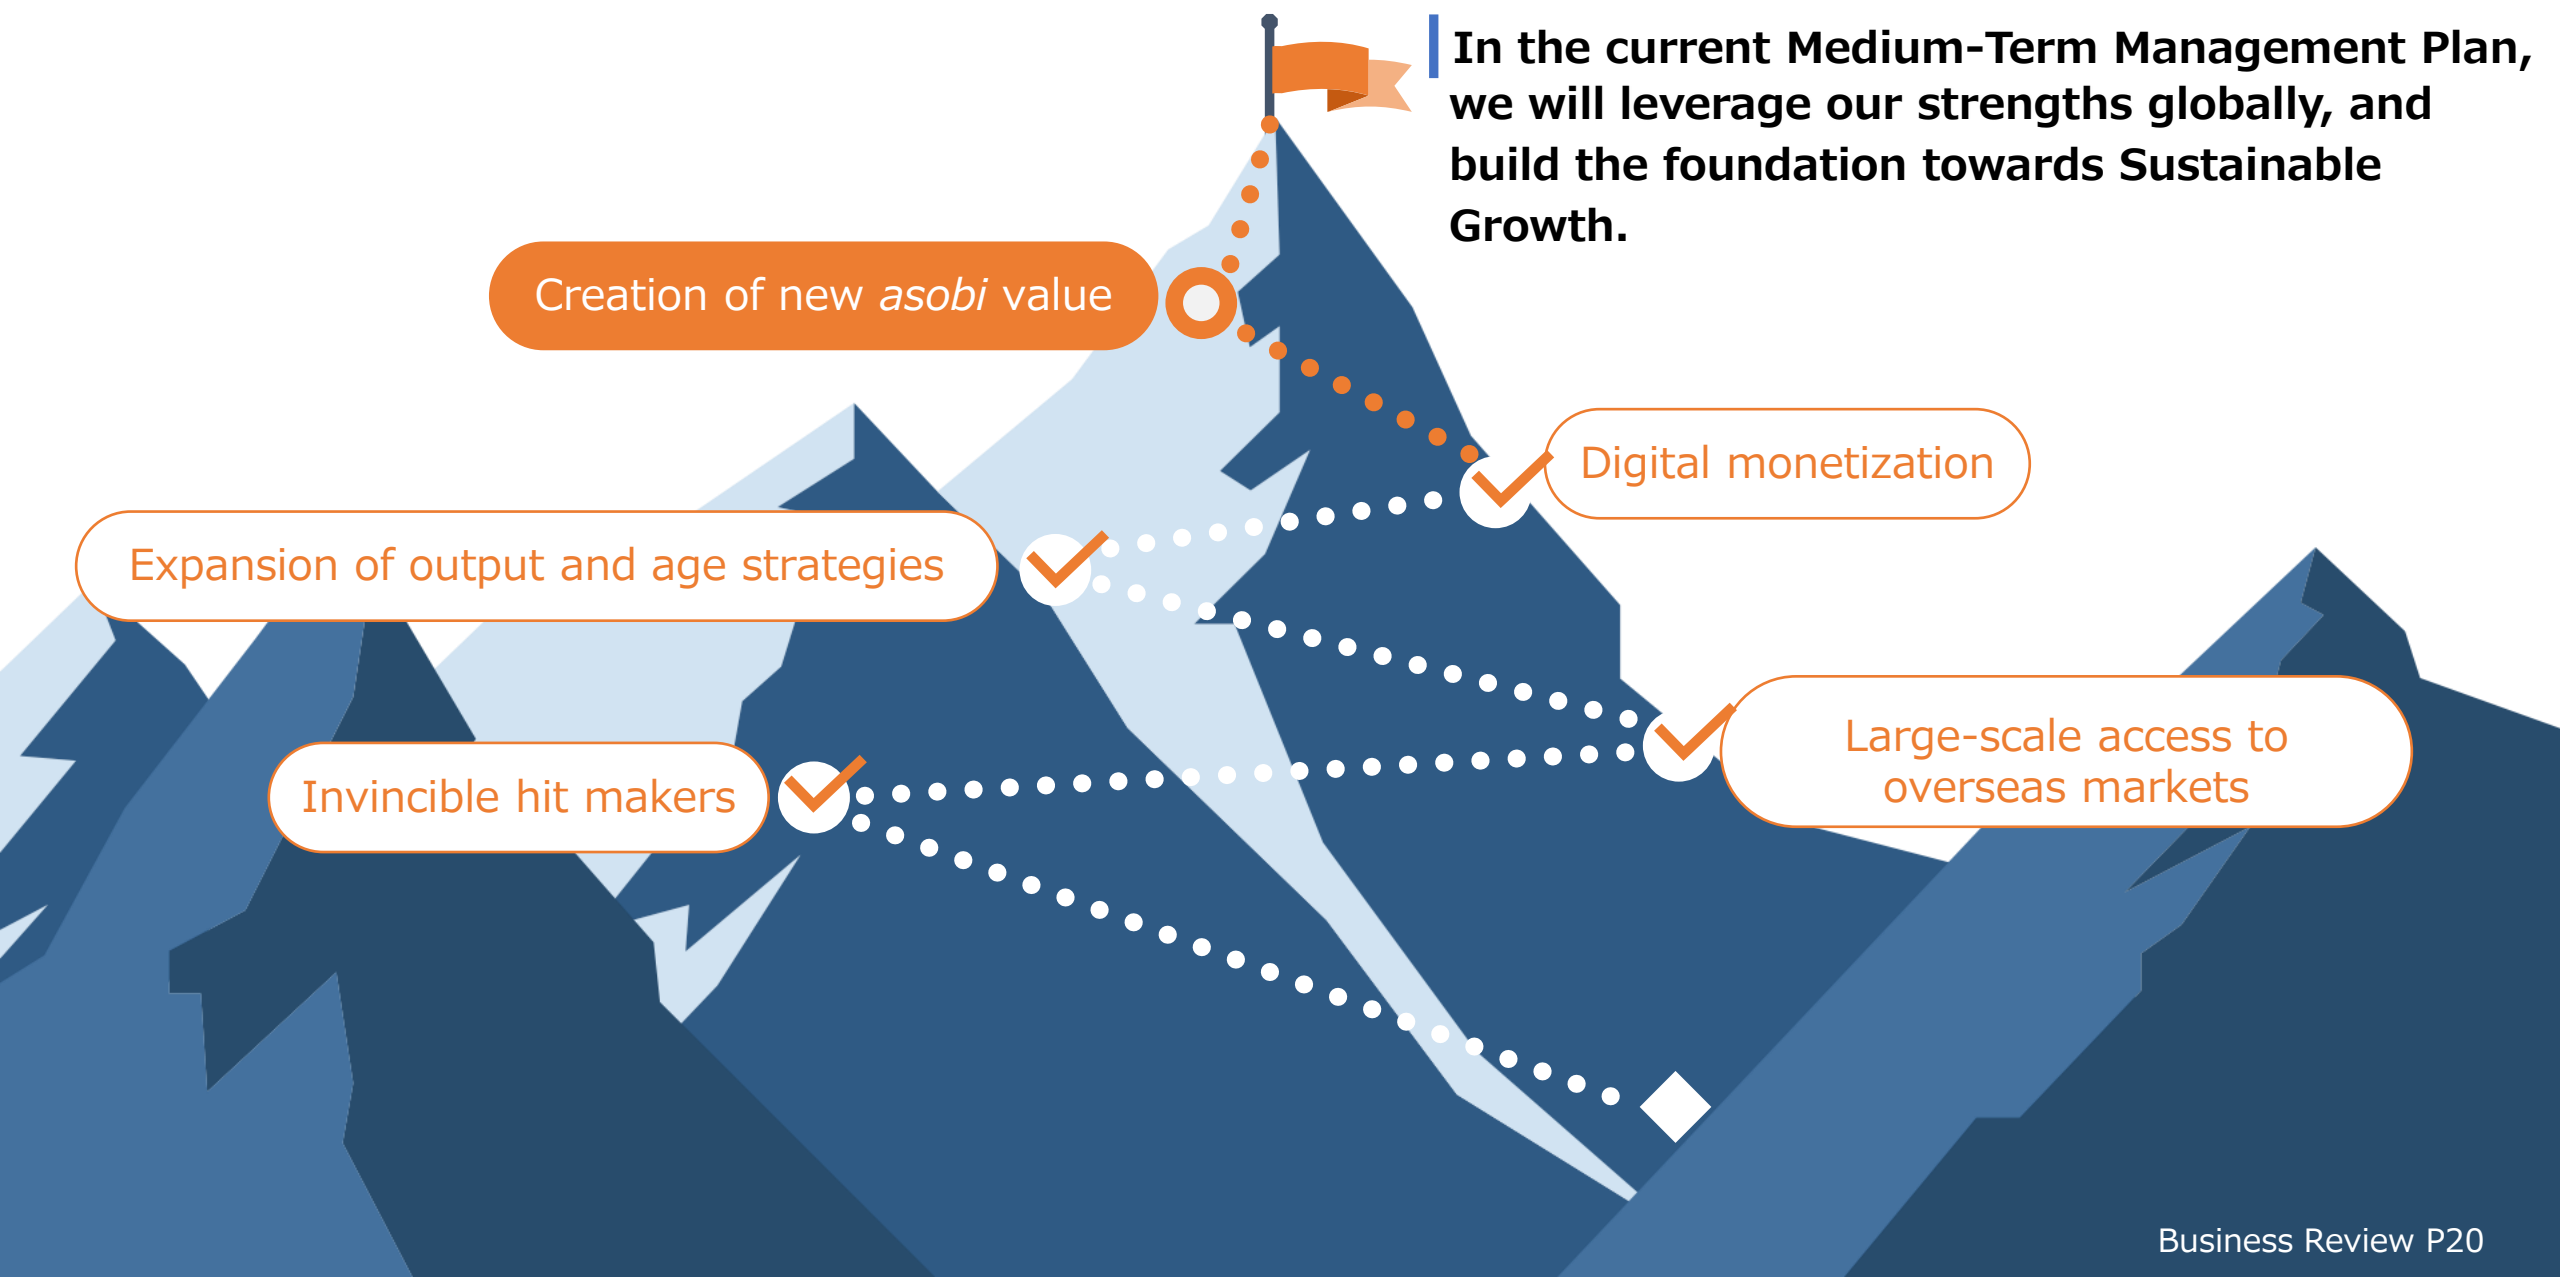 In the current Medium-Term Management Plan,
we will leverage our strengths globally, and
build the foundation towards Sustainable
Growth.
Creation of new asobi value
Digital monetization
Expansion of output and age strategies
Large-scale access to
overseas markets
Invincible hit makers
Business Review P20